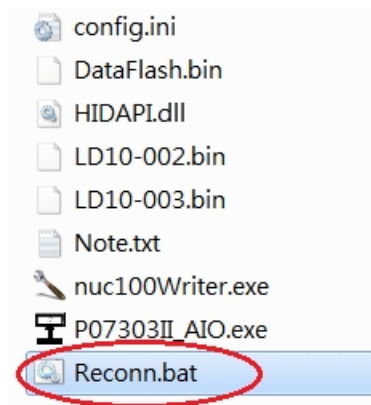 config.ini
DataFlash.bin
HIDAPI.dll
LD10-002.bin
LD10-003.bin
Note.txt
nuc100Writer.exe
P07303II_AIO.exe
Reconn.bat